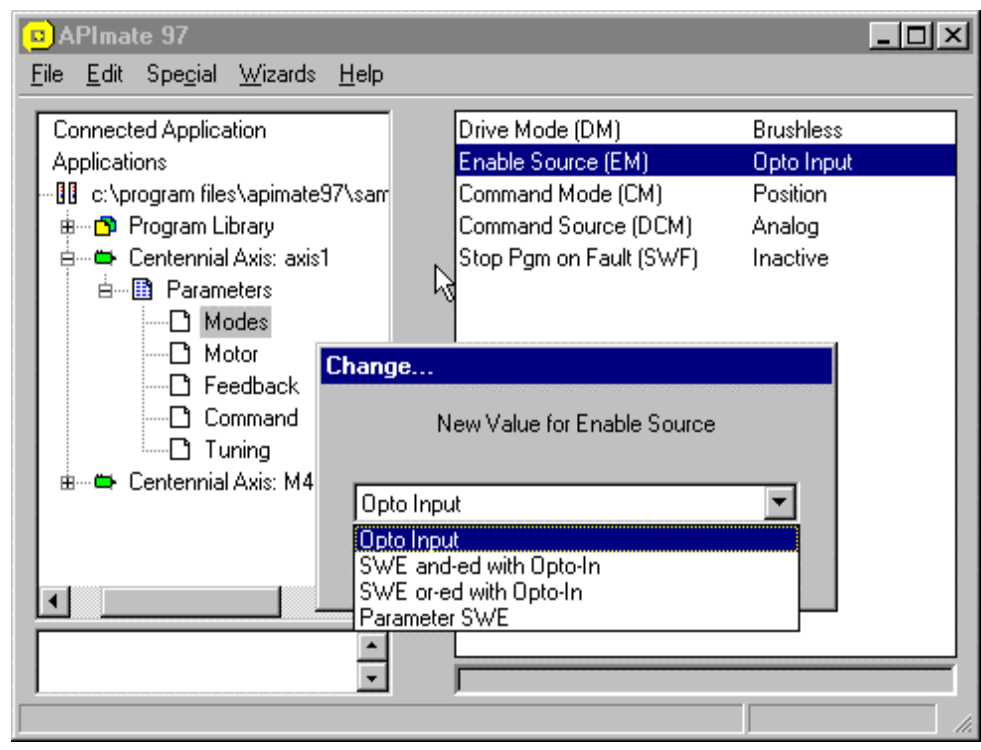 APImate 97
File Edit Special Wizards Help
Connected Application
Applications
c:\program files\apimate97\sam
Program Library
Centennial Axis: axis1
Parameters
Modes
Motor
Feedback
Command
Tuning
Centennial Axis: M4
Drive Mode (DM) Brushless
Enable Source (EM) Opto Input
Command Mode (CM) Position
Command Source (DCM) Analog
Stop Pgm on Fault (SWF) Inactive
Change...
New Value for Enable Source
Opto Input
Opto Input
SWE and-ed with Opto-In
SWE or-ed with Opto-In
Parameter SWE